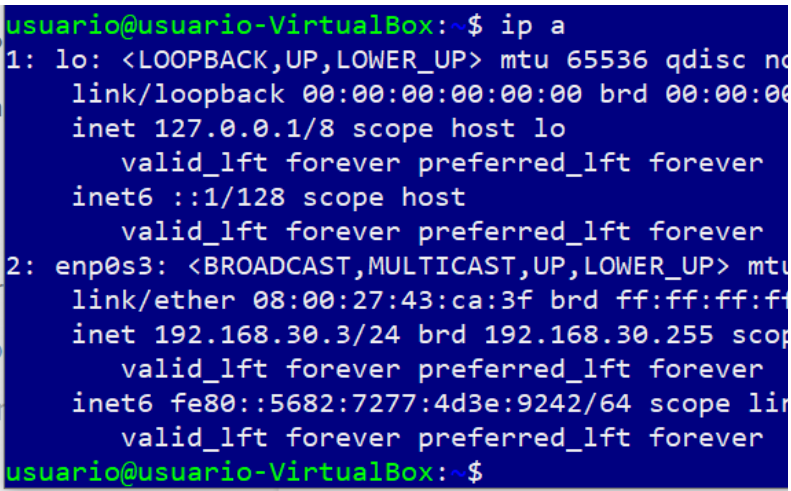 usuario@usuario-VirtualBox:~$ ip a
1: lo: <LOOPBACK,UP,LOWER_UP> mtu 65536 qdisc no
link/loopback 00:00:00:00:00:00 brd 00:00:00
inet 127.0.0.1/8 scope host lo
valid_lft forever preferred_lft forever
inet6 ::1/128 scope host
valid_lft forever preferred_lft forever
2: enp0s3: <BROADCAST,MULTICAST,UP,LOWER_UP> mtu
link/ether 08:00:27:43:ca:3f brd ff:ff:ff:ff
inet 192.168.30.3/24 brd 192.168.30.255 scop
valid_lft forever preferred_lft forever
inet6 fe80::5682:7277:4d3e:9242/64 scope lin
valid_lft forever preferred_lft forever
usuario@usuario-VirtualBox:~$